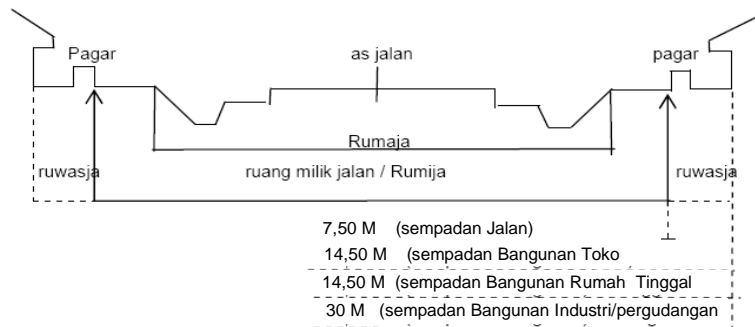 Pagar as jalan pagar
Rumaja
ruwasja ruang milik jalan / Rumija ruwasja
7,50 M (sempadan Jalan)
14,50 M (sempadan Bangunan Toko
14,50 M (sempadan Bangunan Rumah Tinggal
30 M (sempadan Bangunan Industri/pergudangan